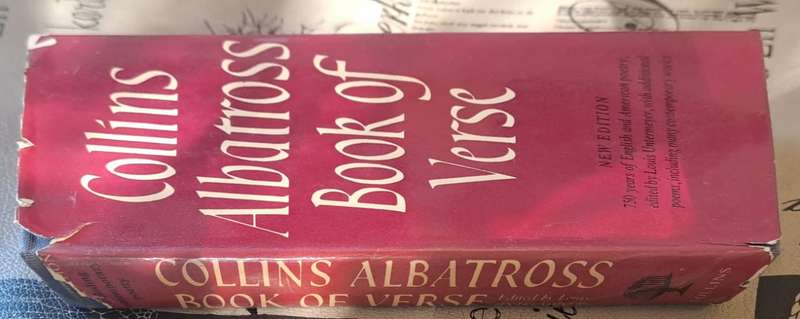 Collins
Albatross
Book of
Verse
NEW EDITION
750 years of English and American poetry,
edited by Louis Untermeyer, with additional
poems, including many contemporary works
COLLINS ALBATROSS
BOOK OF VERSE
COLLINS